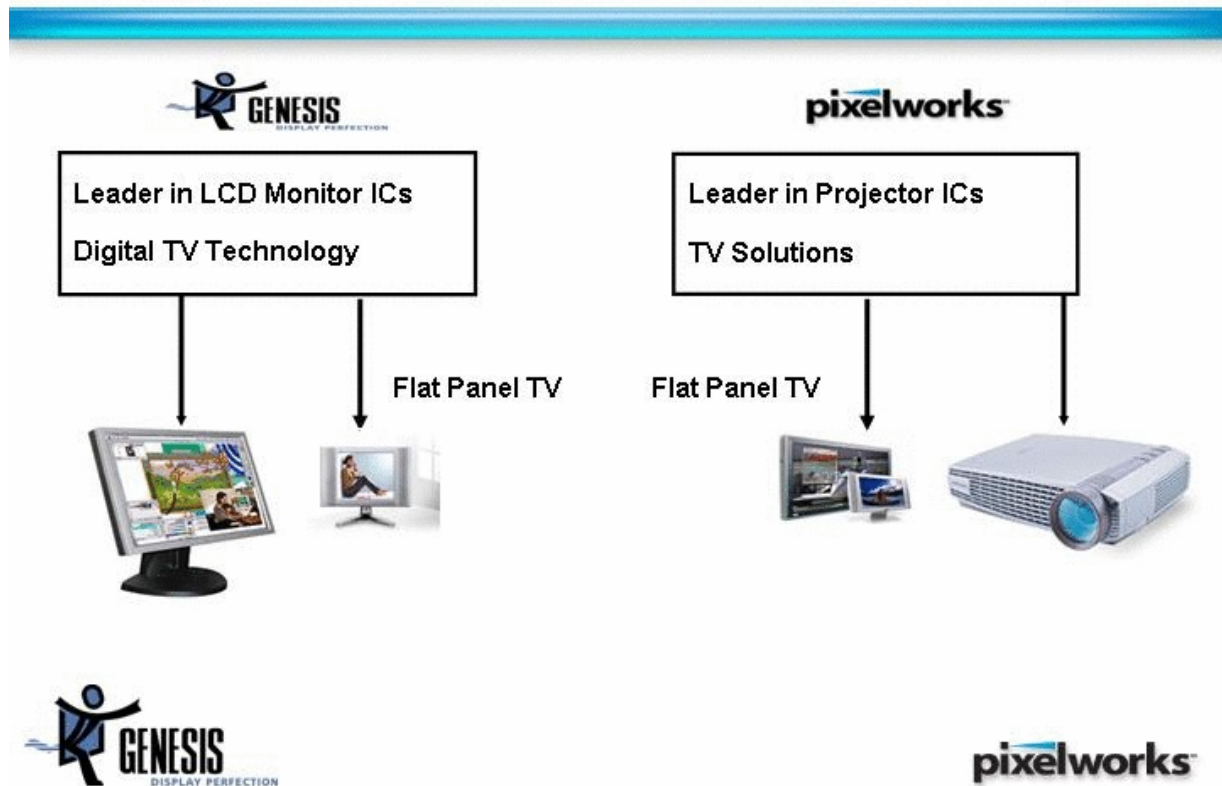 GENESIS
DISPLAY PERFECTION
pixelworks
Leader in LCD Monitor ICs
Digital TV Technology
Leader in Projector ICs
TV Solutions
Flat Panel TV
Flat Panel TV
GENESIS
DISPLAY PERFECTION
pixelworks